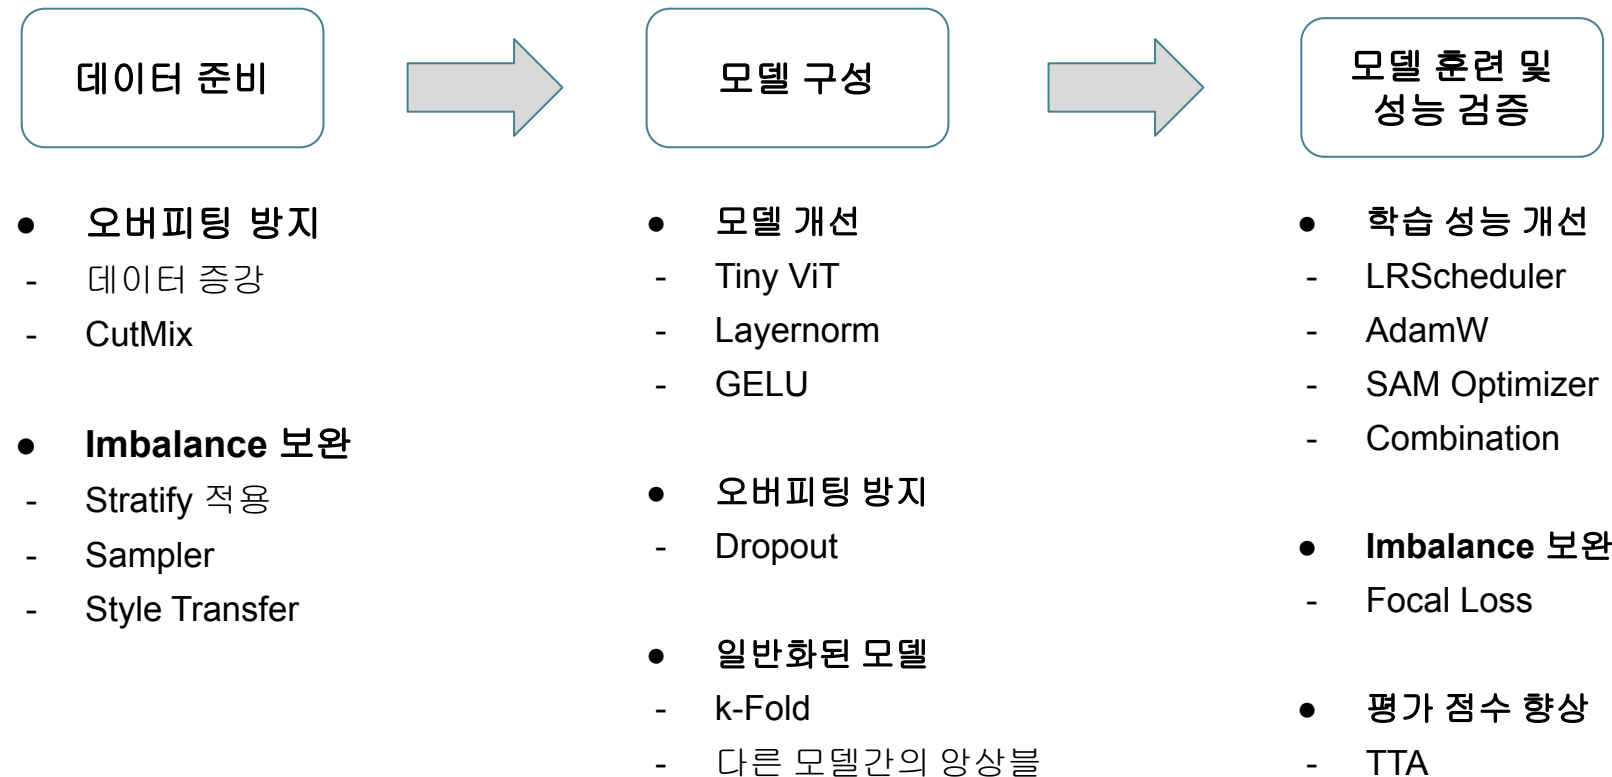 데이터 준비
● 오버피팅 방지
- 데이터 증강
- CutMix
● Imbalance 보완
- Stratify 적용
- Sampler
- Style Transfer
모델 구성
● 모델 개선
- Tiny ViT
- Layernorm
- GELU
● 오버피팅 방지
- Dropout
● 일반화된 모델
- k-Fold
- 다른 모델간의 앙상블
모델 훈련 및
성능 검증
● 학습 성능 개선
- LRScheduler
- AdamW
- SAM Optimizer
- Combination
● Imbalance 보완
- Focal Loss
● 평가 점수 향상
- TTA